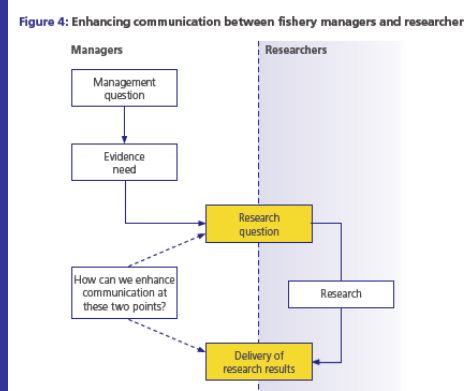 Figure 4: Enhancing communication between fishery managers and researcher
Managers
Researchers
Management
question
Evidence
need
Research
question
How can we enhance
communication at
these two points?
Research
Delivery of
research results